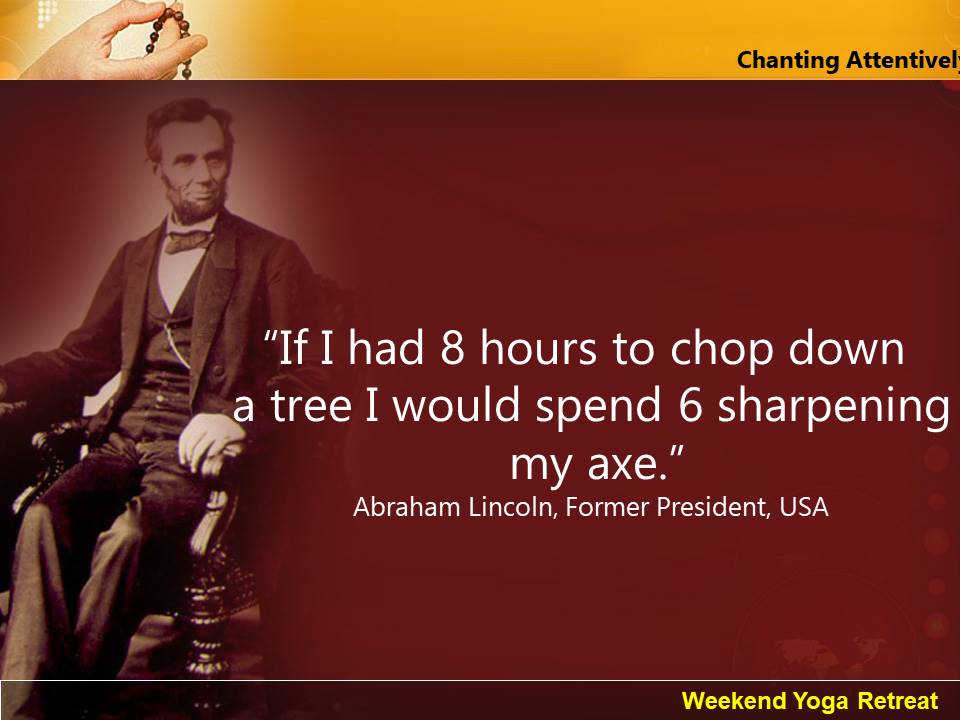 Chanting Attentively
“If I had 8 hours to chop down
a tree I would spend 6 sharpening
my axe.”
Abraham Lincoln, Former President, USA
Weekend Yoga Retreat